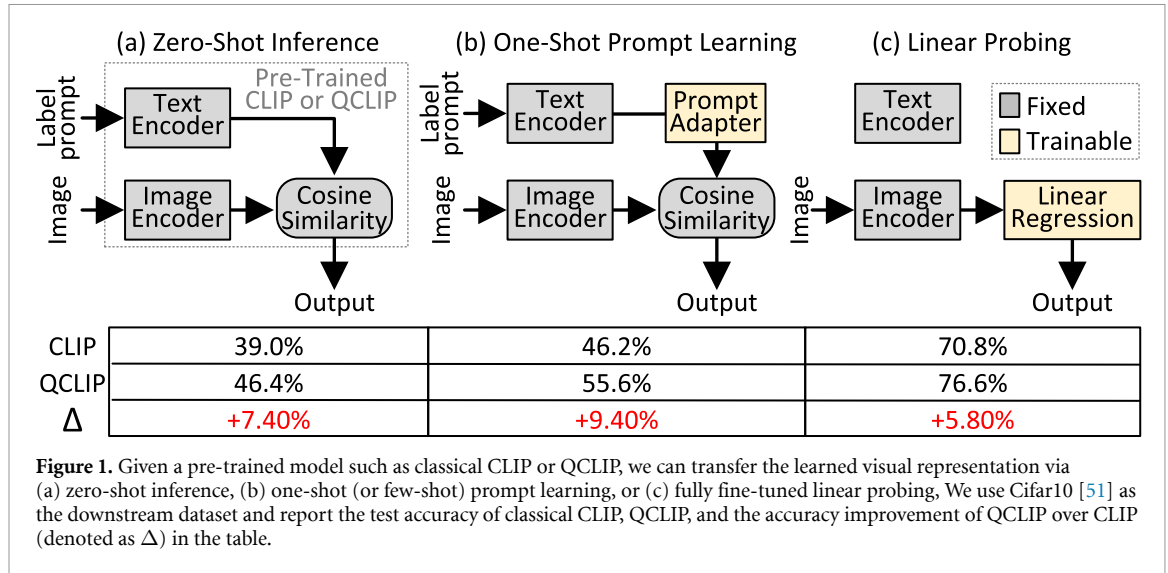 (a) Zero-Shot Inference
(b) One-Shot Prompt Learning
(c) Linear Probing
Label
prompt
Text
Encoder
Pre-Trained
CLIP or QCLIP
Image
Image
Encoder
Cosine
Similarity
Output
Label
prompt
Text
Encoder
Prompt
Adapter
Image
Image
Encoder
Cosine
Similarity
Output
Text
Encoder
Fixed
Trainable
Image
Image
Encoder
Linear
Regression
Output
CLIP 39.0% 46.2% 70.8%
QCLIP 46.4% 55.6% 76.6%
Δ +7.40% +9.40% +5.80%
Figure 1. Given a pre-trained model such as classical CLIP or QCLIP, we can transfer the learned visual representation via
(a) zero-shot inference, (b) one-shot (or few-shot) prompt learning, or (c) fully fine-tuned linear probing, We use Cifar10 [51] as
the downstream dataset and report the test accuracy of classical CLIP, QCLIP, and the accuracy improvement of QCLIP over CLIP
(denoted as Δ) in the table.